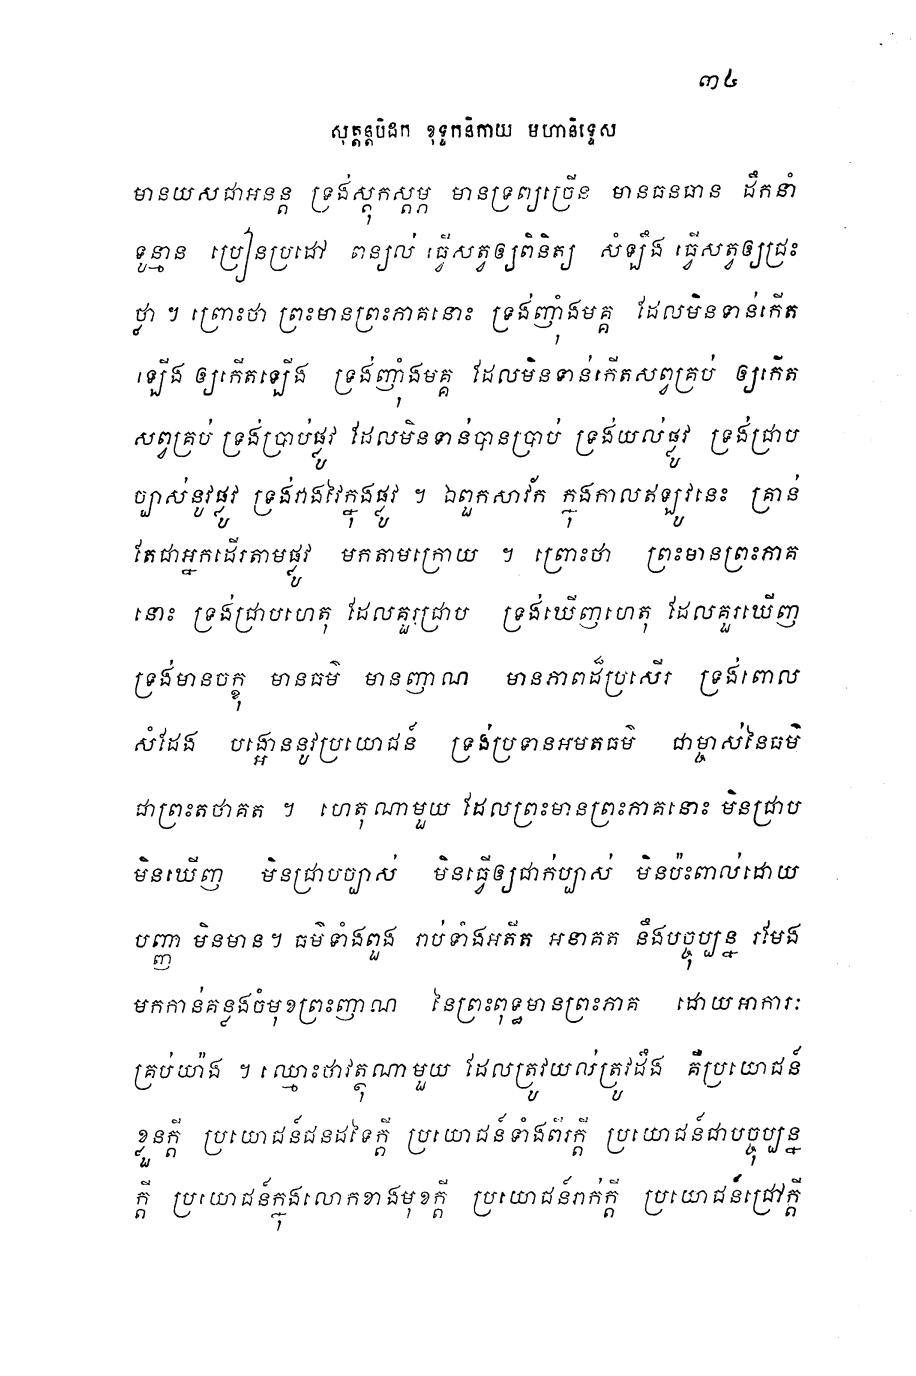 ៣៤
សុត្តន្តបិដក ខុទ្ទកនិកាយ មហានិទ្ទេស
មានយសជាអនន្ត ទ្រង់ស្តុកស្តម្ភ មានទ្រព្យច្រើន មានធនធាន ដឹកនាំ
ទូន្មាន ប្រៀនប្រដៅ ពន្យល់ ធ្វើសត្វឲ្យពិនិត្យ សំឡឹង ធ្វើសត្វឲ្យជ្រះ
ថ្លា ។ ព្រោះថា ព្រះមានព្រះភាគនោះ ទ្រង់ញ៉ាំងមគ្គ ដែលមិនទាន់កើត
ឡើង ឲ្យកើតឡើង ទ្រង់ញ៉ាំងមគ្គ ដែលមិនទាន់កើតសព្វគ្រប់ ឲ្យកើត
សព្វគ្រប់ ទ្រង់ប្រាប់ផ្លូវ ដែលមិនទាន់បានប្រាប់ ទ្រង់យល់ផ្លូវ ទ្រង់ជ្រាប
ច្បាស់នូវផ្លូវ ទ្រង់វាងវៃក្នុងផ្លូវ ។ ឯពួកសាវ័ក ក្នុងកាលឥឡូវនេះ គ្រាន់
តែជាអ្នកដើរតាមផ្លូវ មកតាមក្រោយ ។ ព្រោះថា ព្រះមានព្រះភាគ
នោះ ទ្រង់ជ្រាបហេតុ ដែលគួរជ្រាប ទ្រង់ឃើញហេតុ ដែលគួរឃើញ
ទ្រង់មានចក្ខុ មានធម៌ មានញាណ មានភាពដ៏ប្រសើរ ទ្រង់ពោល
សំដែង បង្អោននូវប្រយោជន៍ ទ្រង់ប្រទានអមតធម៌ ជាម្ចាស់នៃធម៌
ជាព្រះតថាគត ។ ហេតុណាមួយ ដែលព្រះមានព្រះភាគនោះ មិនជ្រាប
មិនឃើញ មិនជ្រាបច្បាស់ មិនធ្វើឲ្យជាក់ប្បាស់ មិនប៉ះពាល់ដោយ
បញ្ញា មិនមាន។ ធម៌ទាំងពួង រាប់ទាំងអតីត អនាគត នឹងបច្ចុប្បន្ន រមែង
មកកាន់គន្លងចំមុខព្រះញាណ នៃព្រះពុទ្ធមានព្រះភាគ ដោយអាការៈ
គ្រប់យ៉ាង ។ ឈ្មោះថាវត្ថុណាមួយ ដែលត្រូវយល់ត្រូវដឹង គឺប្រយោជន៍
ខ្លួនក្តី ប្រយោជន៍ជនដទៃក្តី ប្រយោជន៍ទាំងពីរក្តី ប្រយោជន៍ជាបច្ចុប្បន្ន
ក្តី ប្រយោជន៍ក្នុងលោកខាងមុខក្តី ប្រយោជន៍រាក់ក្តី ប្រយោជន៍ជ្រៅក្តី